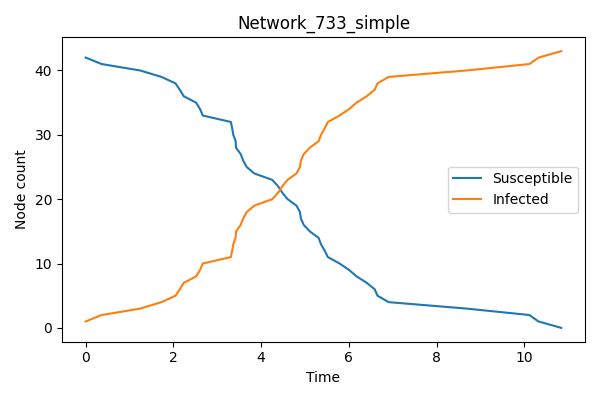 Network_733_simple
Node count
40
30
20
10
0
Susceptible
Infected
0 2 4 6 8 10
Time